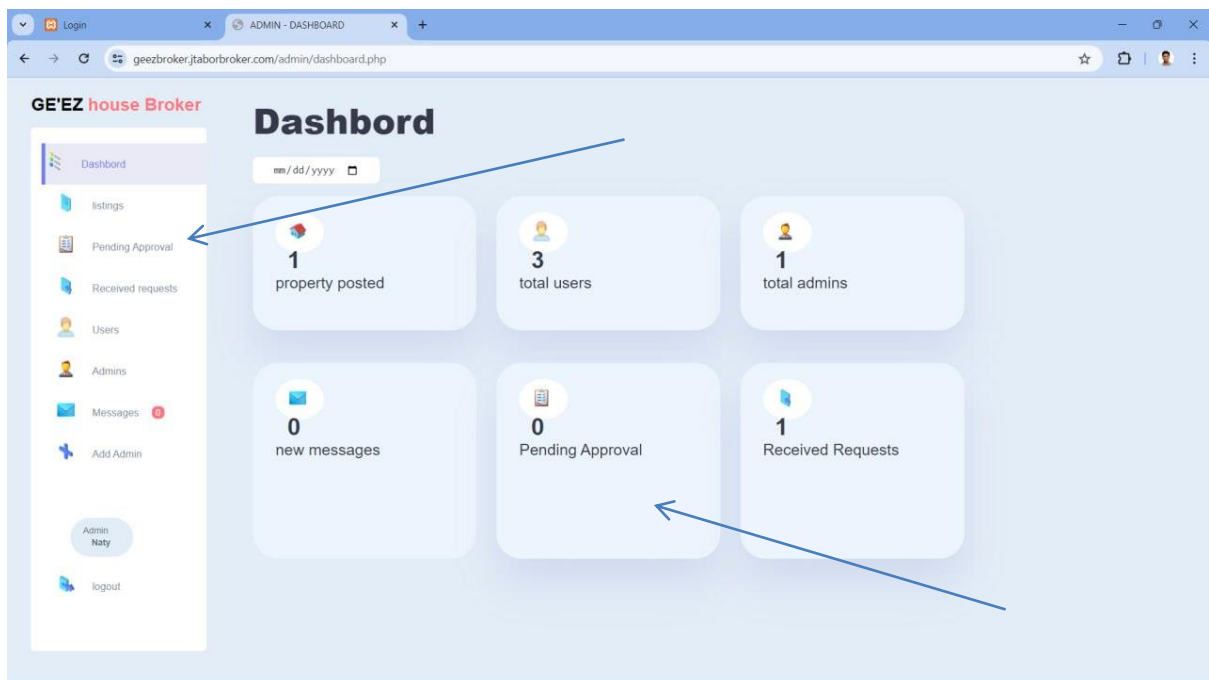 Login
ADMIN - DASHBOARD
geezbroker.jtaborbroker.com/admin/dashboard.php
GE'EZ house Broker
Dashbord
listings
Pending Approval
Received requests
Users
Admins
Messages 0
Add Admin
Admin
Naty
logout
Dashbord
mm/dd/yyyy
1
property posted
3
total users
1
total admins
0
new messages
0
Pending Approval
1
Received Requests